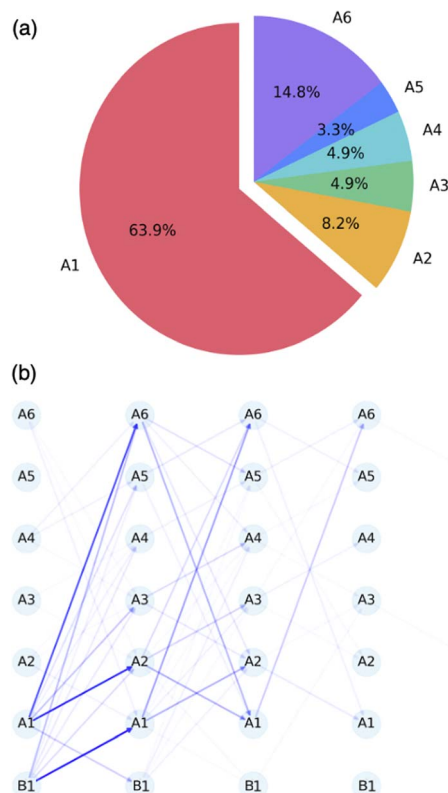 (a)
A6
A5
A4
A3
A2
A1
14.8%
3.3%
4.9%
4.9%
8.2%
63.9%
(b)
A6 A6 A6 A6
A5 A5 A5 A5
A4 A4 A4 A4
A3 A3 A3 A3
A2 A2 A2 A2
A1 A1 A1 A1
B1 B1 B1 B1